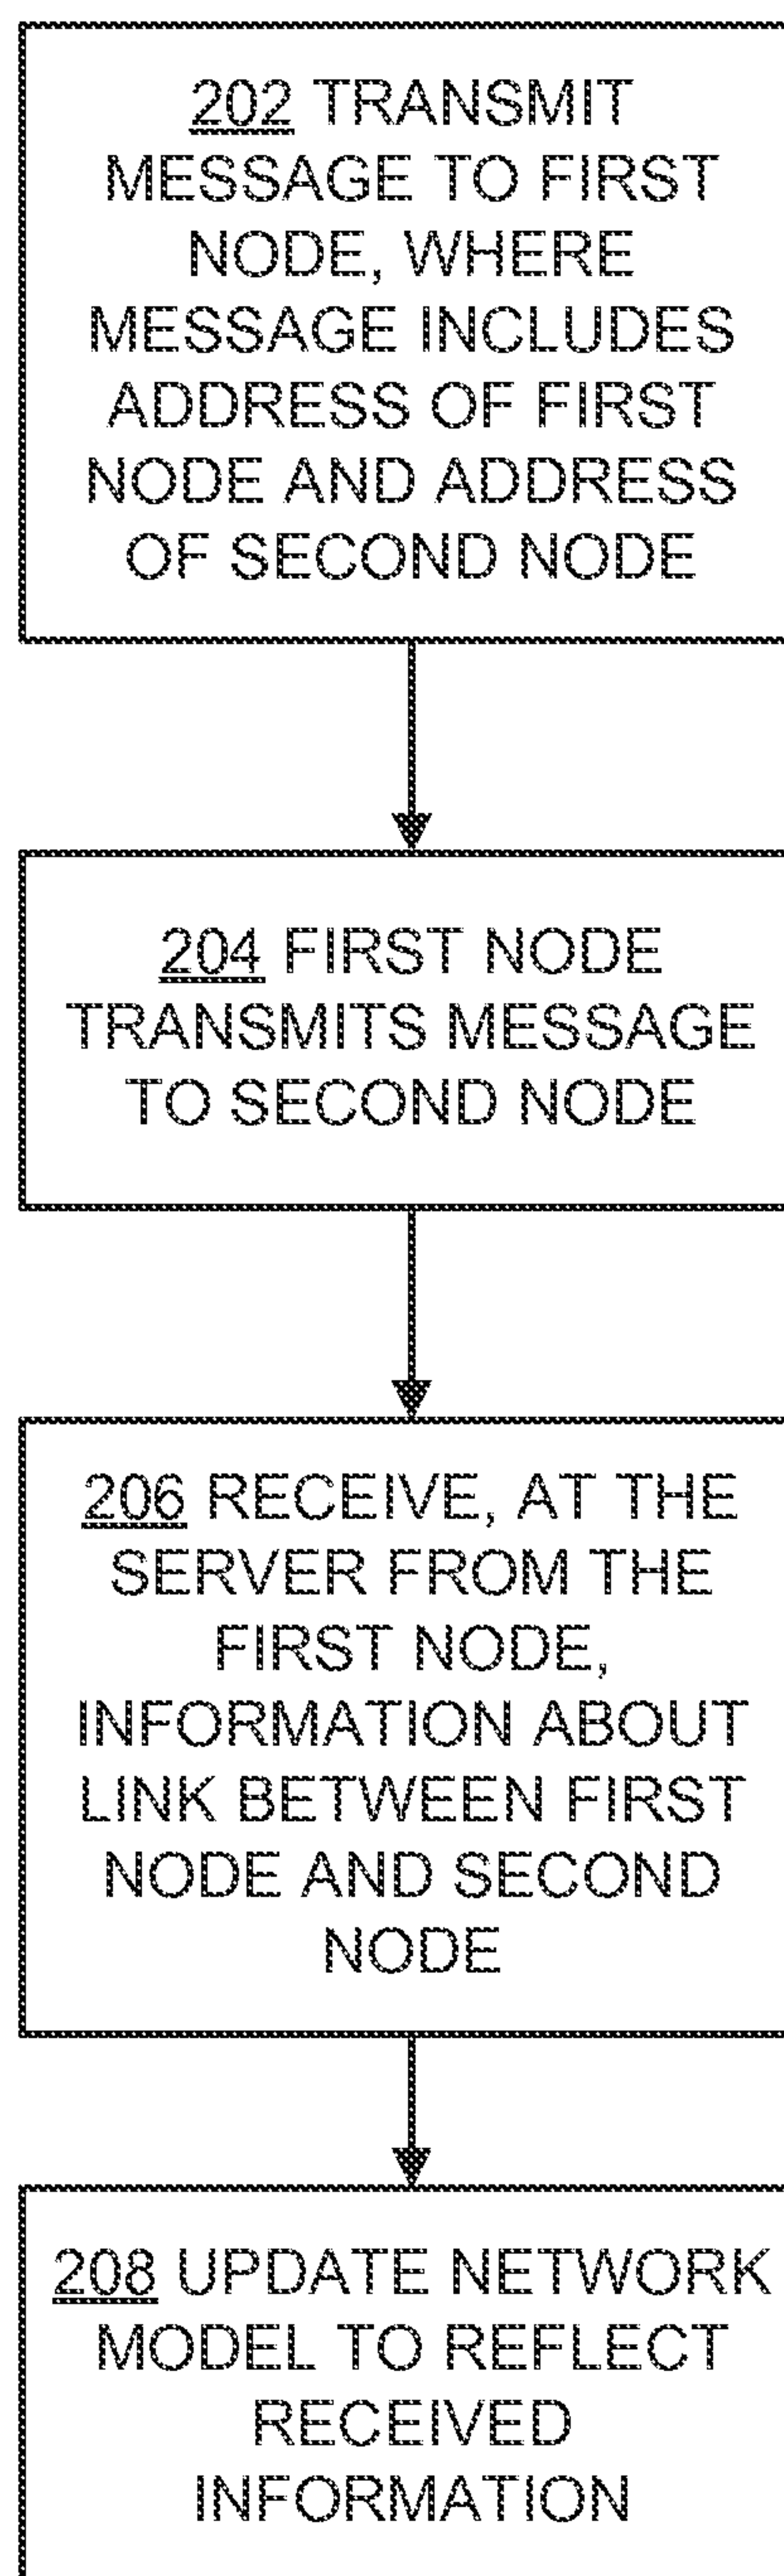 202 TRANSMIT
MESSAGE TO FIRST
NODE, WHERE
MESSAGE INCLUDES
ADDRESS OF FIRST
NODE AND ADDRESS
OF SECOND NODE
204 FIRST NODE
TRANSMITS MESSAGE
TO SECOND NODE
206 RECEIVE, AT THE
SERVER FROM THE
FIRST NODE,
INFORMATION ABOUT
LINK BETWEEN FIRST
NODE AND SECOND
NODE
208 UPDATE NETWORK
MODEL TO REFLECT
RECEIVED
INFORMATION